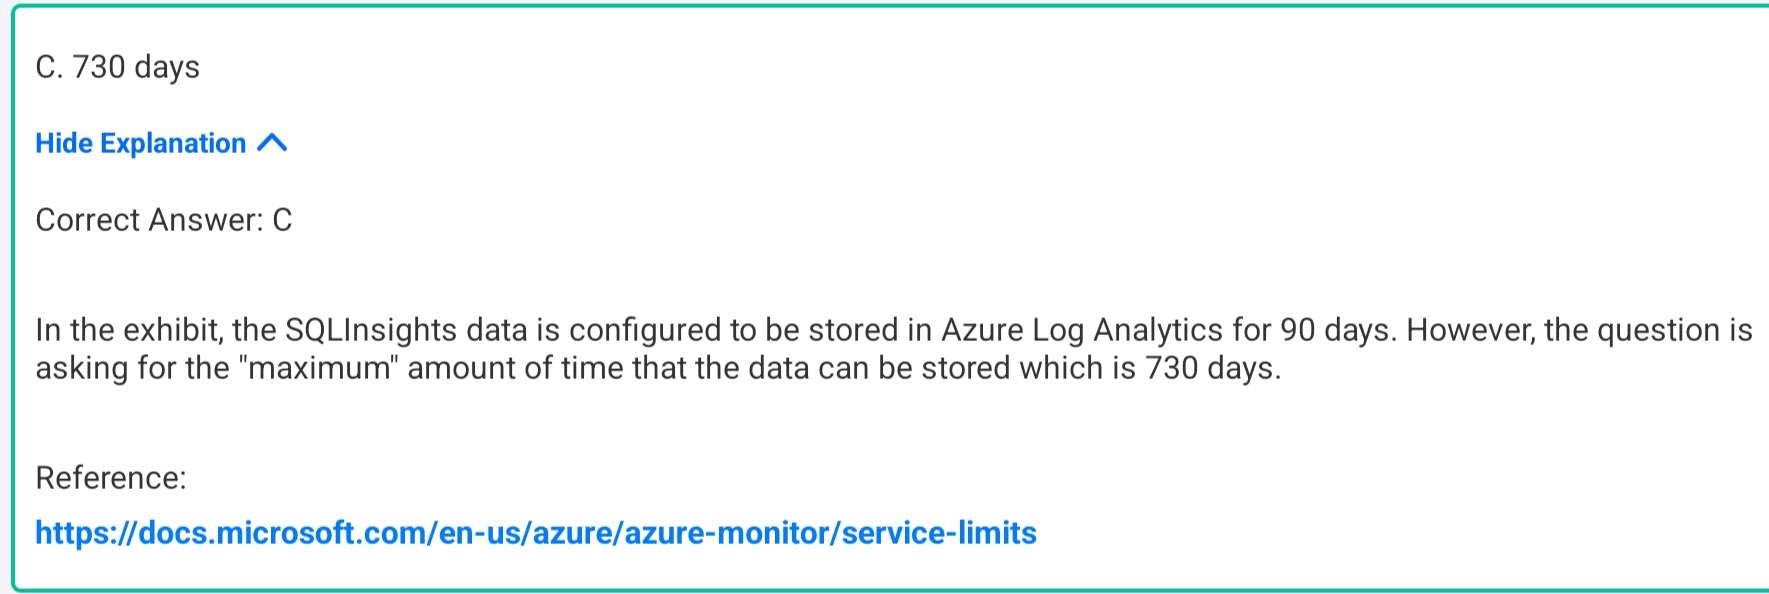 C. 730 days
Hide Explanation
Correct Answer: C
In the exhibit, the SQLInsights data is configured to be stored in Azure Log Analytics for 90 days. However, the question is
asking for the "maximum" amount of time that the data can be stored which is 730 days.
Reference:
https://docs.microsoft.com/en-us/azure/azure-monitor/service-limits